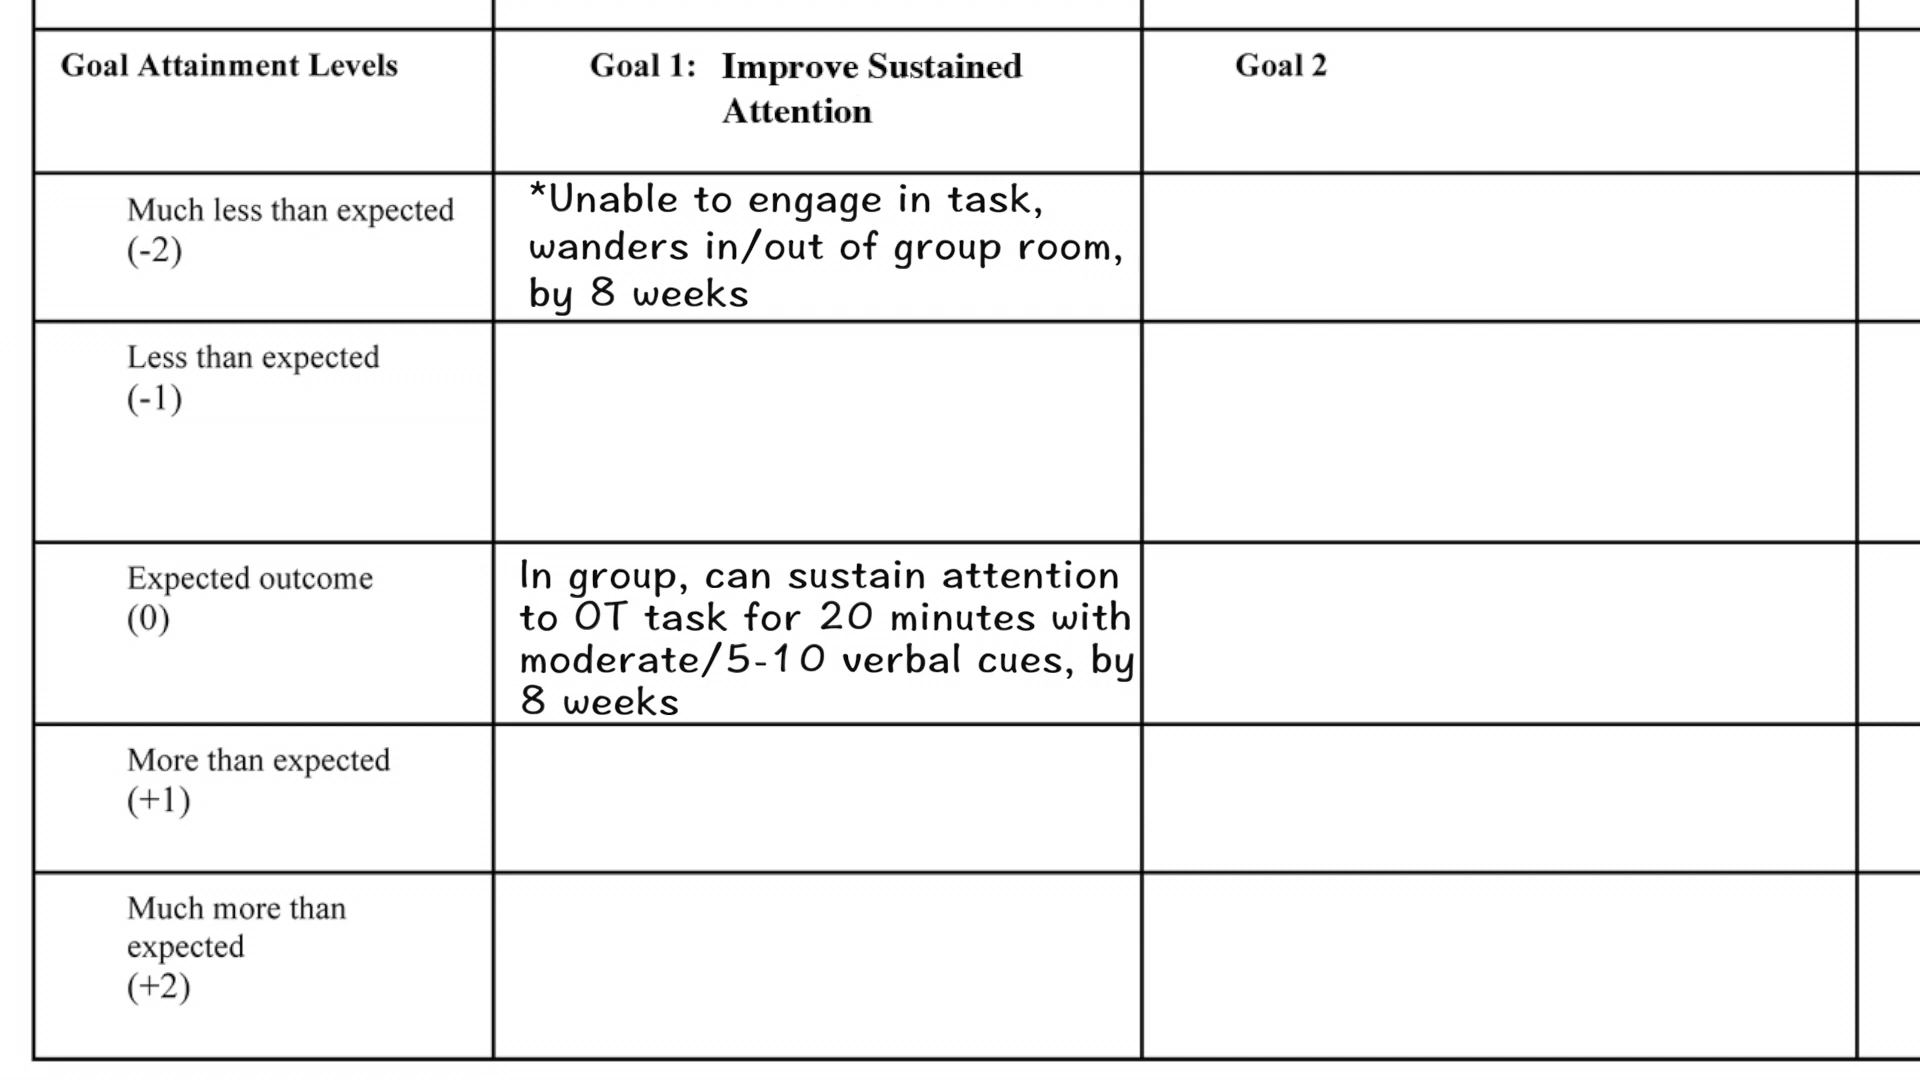 Goal Attainment Levels
Goal 1: Improve Sustained
Attention
Goal 2
Much less than expected
(-2)
*Unable to engage in task,
wanders in/out of group room,
by 8 weeks
Less than expected
(-1)
Expected outcome
(0)
In group, can sustain attention
to OT task for 20 minutes with
moderate/5-10 verbal cues, by
8 weeks
More than expected
(+1)
Much more than
expected
(+2)